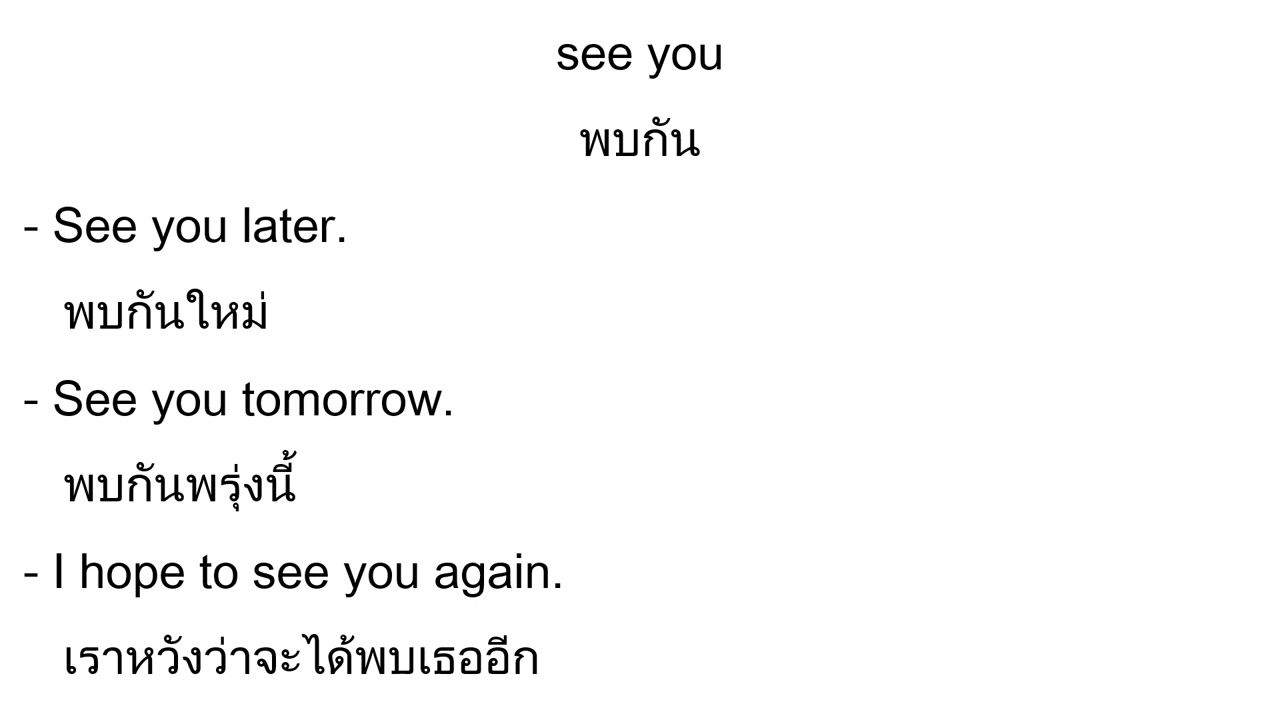 see you
พบกัน
- See you later.
พบกันใหม่
- See you tomorrow.
พบกันพรุ่งนี้
- I hope to see you again.
เราหวังว่าจะได้พบเธออีก